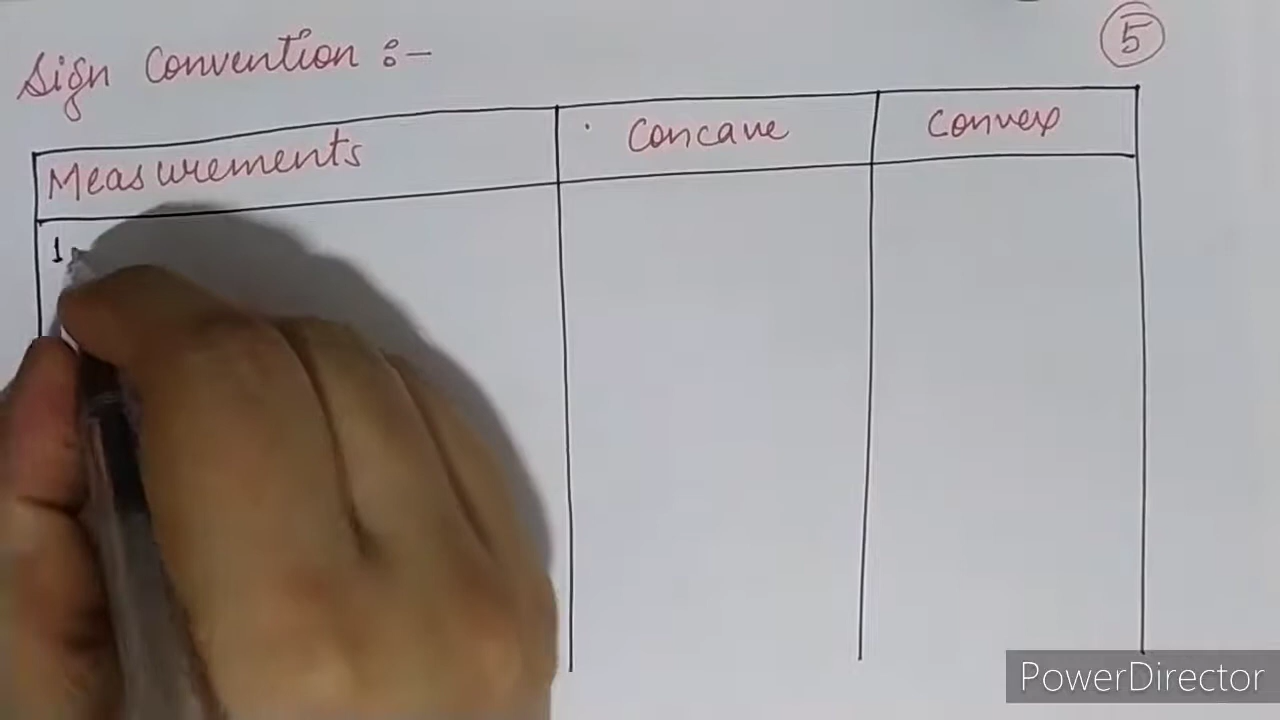 Sign Convention :-
5
Measurements
Concave
Convex
1
PowerDirector